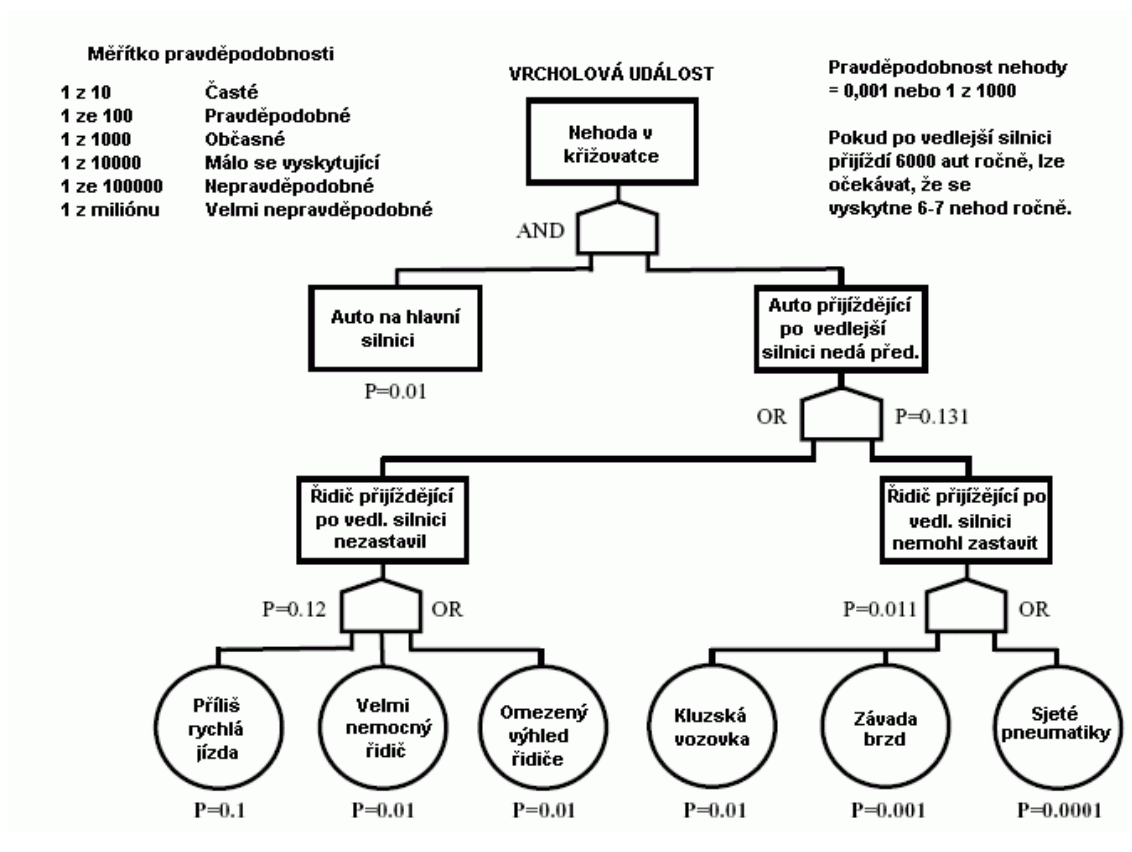 Měřítko pravděpodobnosti
1 z 10 Časté
1 ze 100 Pravděpodobné
1 z 1000 Občasné
1 z 10000 Málo se vyskytující
1 ze 100000 Nepravděpodobné
1 z miliónu Velmi nepravděpodobné
VRCHOLOVÁ UDÁLOST
Nehoda v
křižovatce
Pravděpodobnost nehody
= 0,001 nebo 1 z 1000
Pokud po vedlejší silnici
přijíždí 6000 aut ročně, lze
očekávat, že se
vyskytne 6-7 nehod ročně.
AND
Auto na hlavní
silnici
P=0.01
Auto přijíždějící
po vedlejší
silnici nedá před.
OR
P=0.131
Řidič přijíždějící
po vedl. silnici
nezastavil
Řidič přijížějící po
vedl. silnici
nemohl zastavit
P=0.12
OR
P=0.011
OR
Příliš
rychlá
jízda
P=0.1
Velmi
nemocný
řidič
P=0.01
Omezený
výhled
řidiče
P=0.01
Kluzská
vozovka
P=0.01
Závada
brzd
P=0.001
Sjeté
pneumatiky
P=0.0001